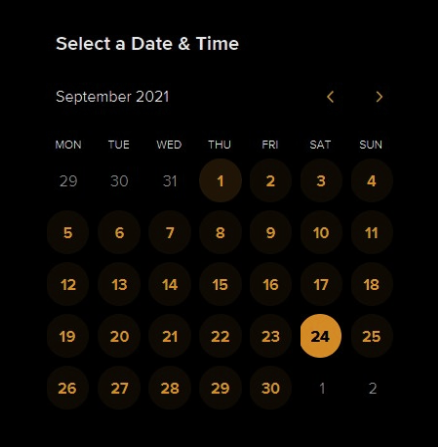 Select a Date & Time
September 2021
MON TUE WED THU FRI SAT SUN
29 30 31 1 2 3 4
5 6 7 8 9 10 11
12 13 14 15 16 17 18
19 20 21 22 23 24 25
26 27 28 29 30 1 2